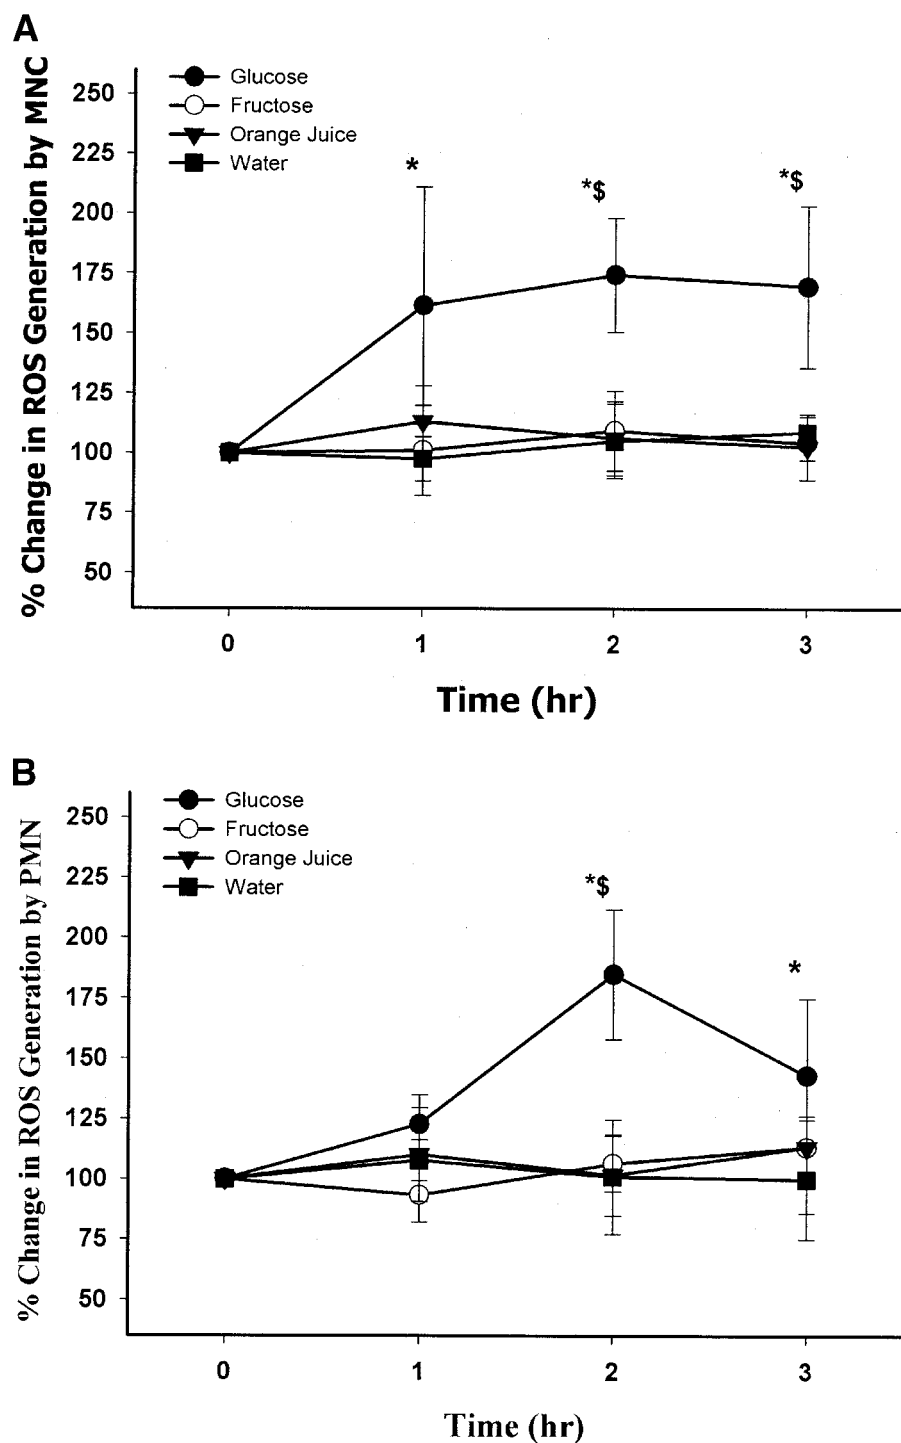 A
% Change in ROS Generation by MNC
Glucose
Fructose
Orange Juice
Water
250
225
200
175
150
125
100
75
50
*
*$
*$
0 1 2 3
Time (hr)
B
% Change in ROS Generation by PMN
Glucose
Fructose
Orange Juice
Water
250
225
200
175
150
125
100
75
50
*$
*
0 1 2 3
Time (hr)